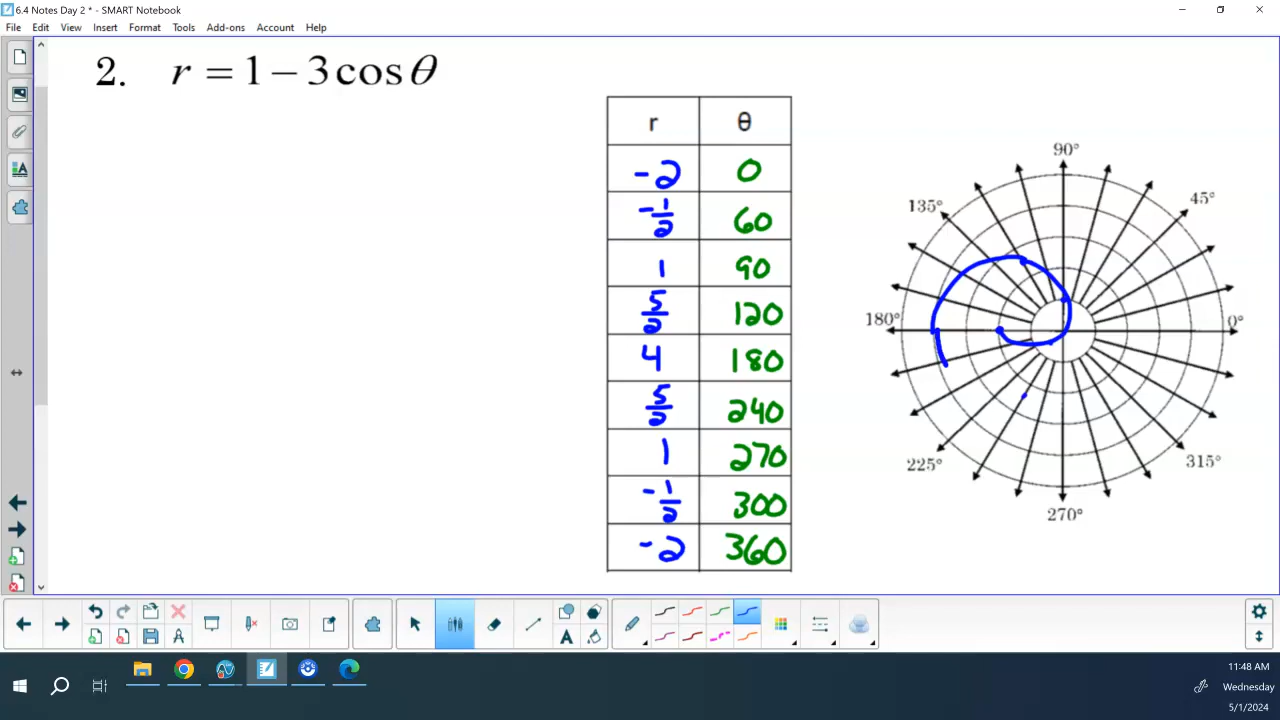 6.4 Notes Day 2 * - SMART Notebook
File Edit View Insert Format Tools Add-ons Account Help
2. r = 1 − 3 cos θ
r θ
-2 0
-1/2 60
1 90
5/2 120
4 180
5/2 240
1 270
-1/2 300
-2 360
90°
135° 45°
180° 0°
225° 315°
270°
11:48 AM
Wednesday
5/1/2024